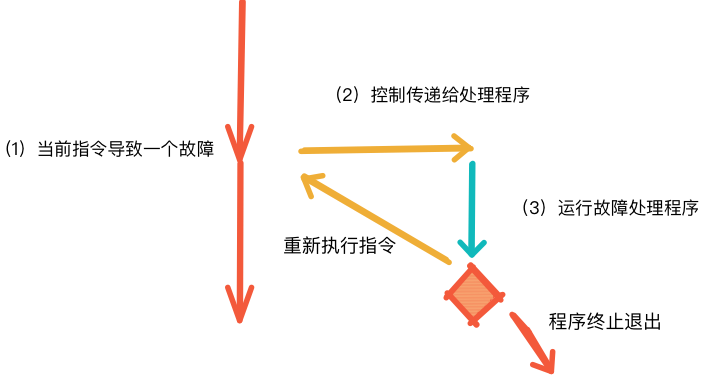 (2) 控制传递给处理程序
(1) 当前指令导致一个故障
(3) 运行故障处理程序
重新执行指令
程序终止退出